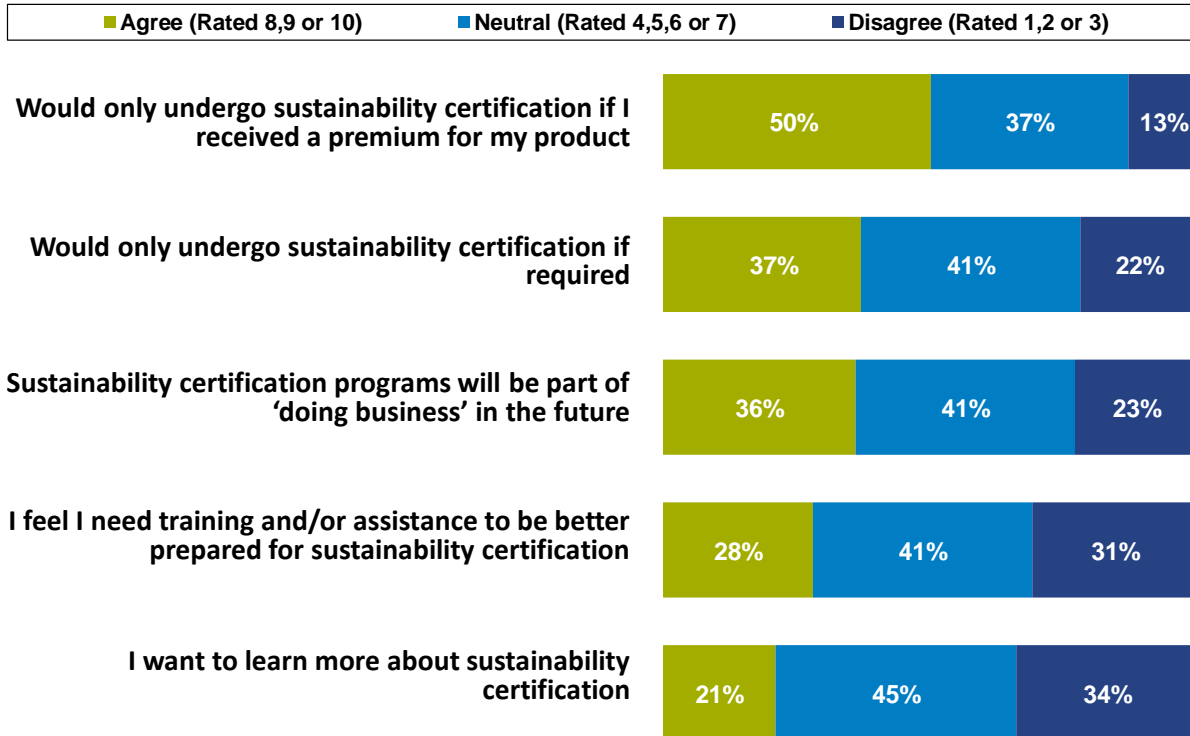 Agree (Rated 8,9 or 10) Neutral (Rated 4,5,6 or 7) Disagree (Rated 1,2 or 3)
Would only undergo sustainability certification if I
received a premium for my product
50% 37% 13%
Would only undergo sustainability certification if
required
37% 41% 22%
Sustainability certification programs will be part of
‘doing business’ in the future
36% 41% 23%
I feel I need training and/or assistance to be better
prepared for sustainability certification
28% 41% 31%
I want to learn more about sustainability
certification
21% 45% 34%